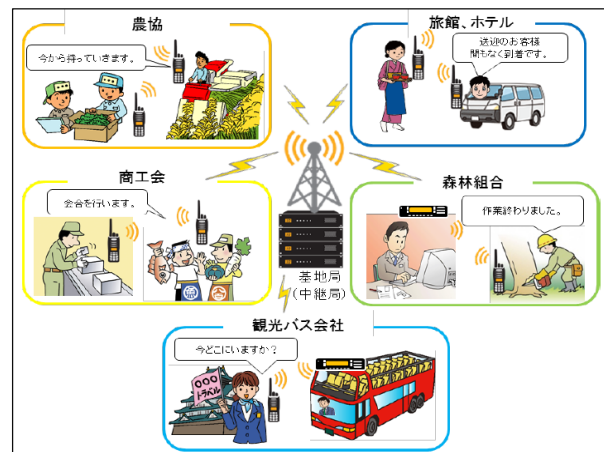 農協
今から持っていきます。
旅館、ホテル
送迎のお客様
間もなく到着です。
商工会
会合を行います。
森林組合
作業終わりました。
基地局
(中継局)
観光バス会社
今どこにいますか？
○○○
トラベル